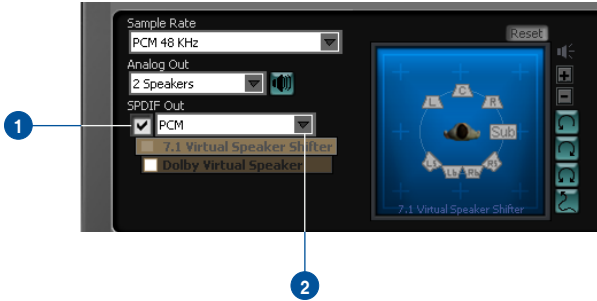 Sample Rate
PCM 48 KHz
Analog Out
2 Speakers
SPDIF Out
PCM
7.1 Virtual Speaker Shifter
Dolby Virtual Speaker
Reset
C
L
R
Sub
Ls
Lb
Rb
Rs
7.1 Virtual Speaker Shifter
1
2